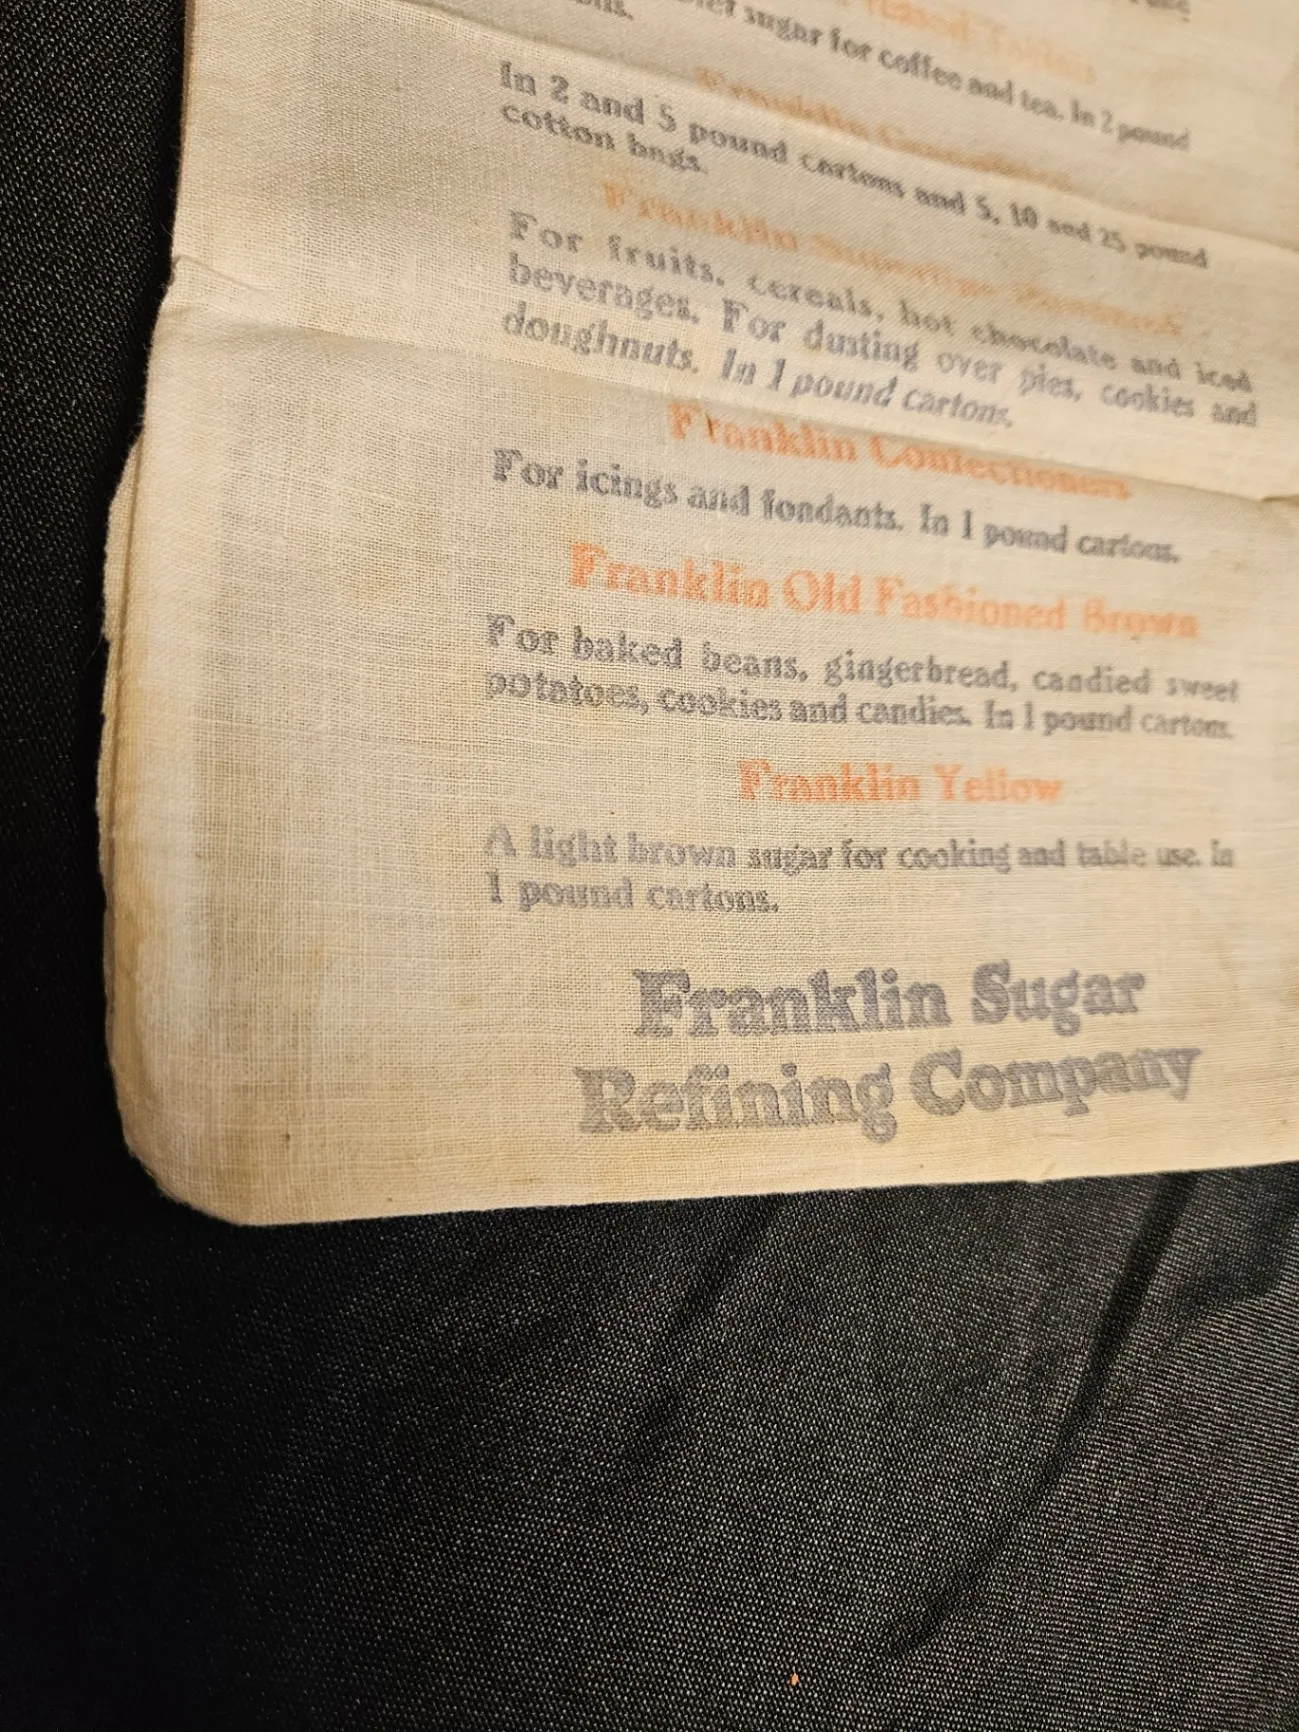 sugar for coffee and tea. In 2 pound
Franklin
In 2 and 5 pound cartons and 5, 10 and 25 pound
cotton bags.
Franklin Superfine Powdered
For fruits, cereals, hot chocolate and iced
beverages. For dusting over pies, cookies and
doughnuts. In 1 pound cartons.
Franklin Confectioners
For icings and fondants. In 1 pound cartons.
Franklin Old Fashioned Brown
For baked beans, gingerbread, candied sweet
potatoes, cookies and candies. In 1 pound cartons.
Franklin Yellow
A light brown sugar for cooking and table use. In
1 pound cartons.
Franklin Sugar
Refining Company